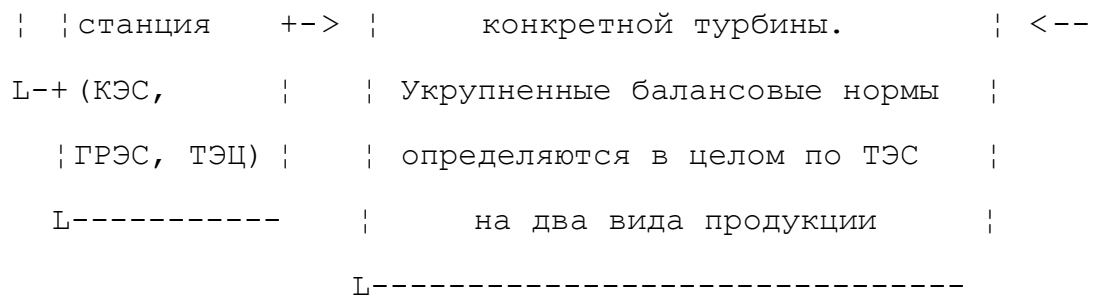 ¦ ¦станция +-> ¦ конкретной турбины. ¦ <--
L-+(КЭС, ¦ ¦ Укрупненные балансовые нормы ¦
¦ГРЭС, ТЭЦ) ¦ ¦ определяются в целом по ТЭС ¦
L----------- ¦ на два вида продукции ¦
L-------------------------------